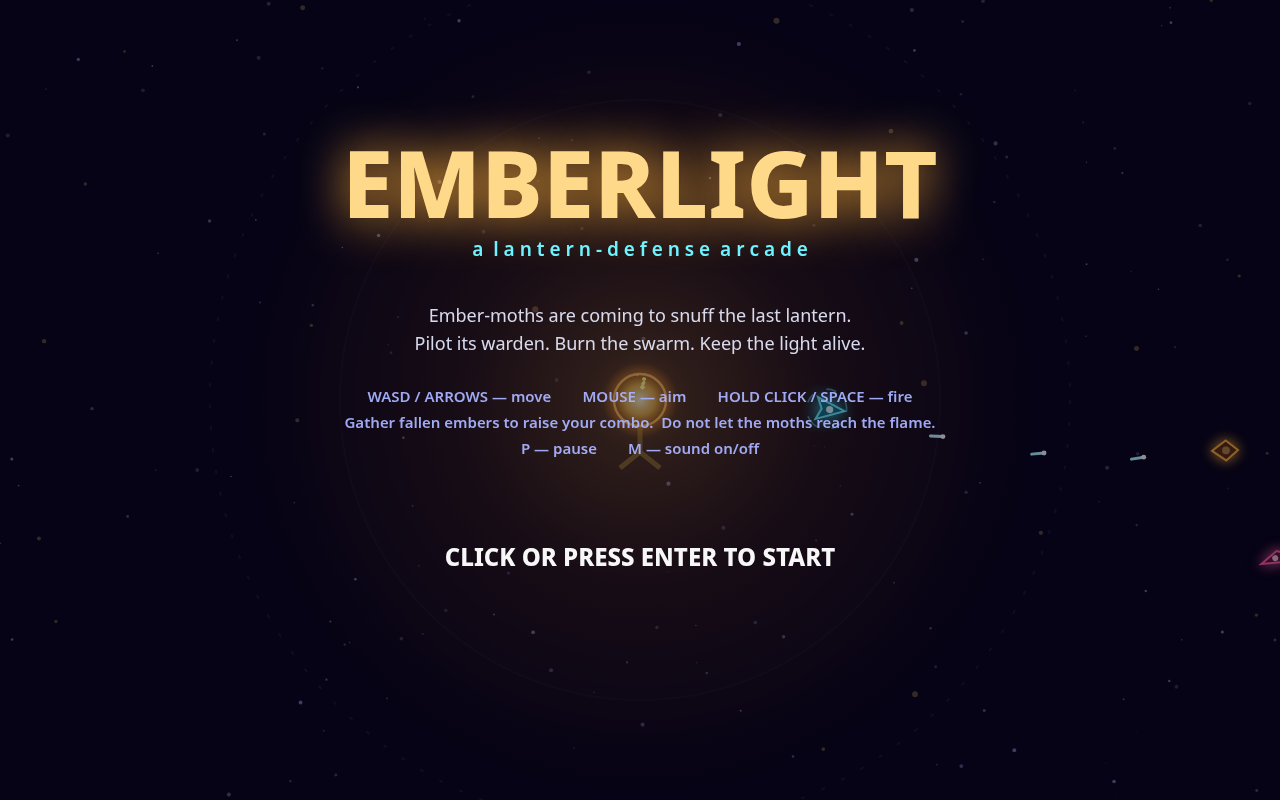 EMBERLIGHT
a lantern-defense arcade
Ember-moths are coming to snuff the last lantern.
Pilot its warden. Burn the swarm. Keep the light alive.
WASD / ARROWS — move MOUSE — aim HOLD CLICK / SPACE — fire
Gather fallen embers to raise your combo. Do not let the moths reach the flame.
P — pause M — sound on/off
CLICK OR PRESS ENTER TO START